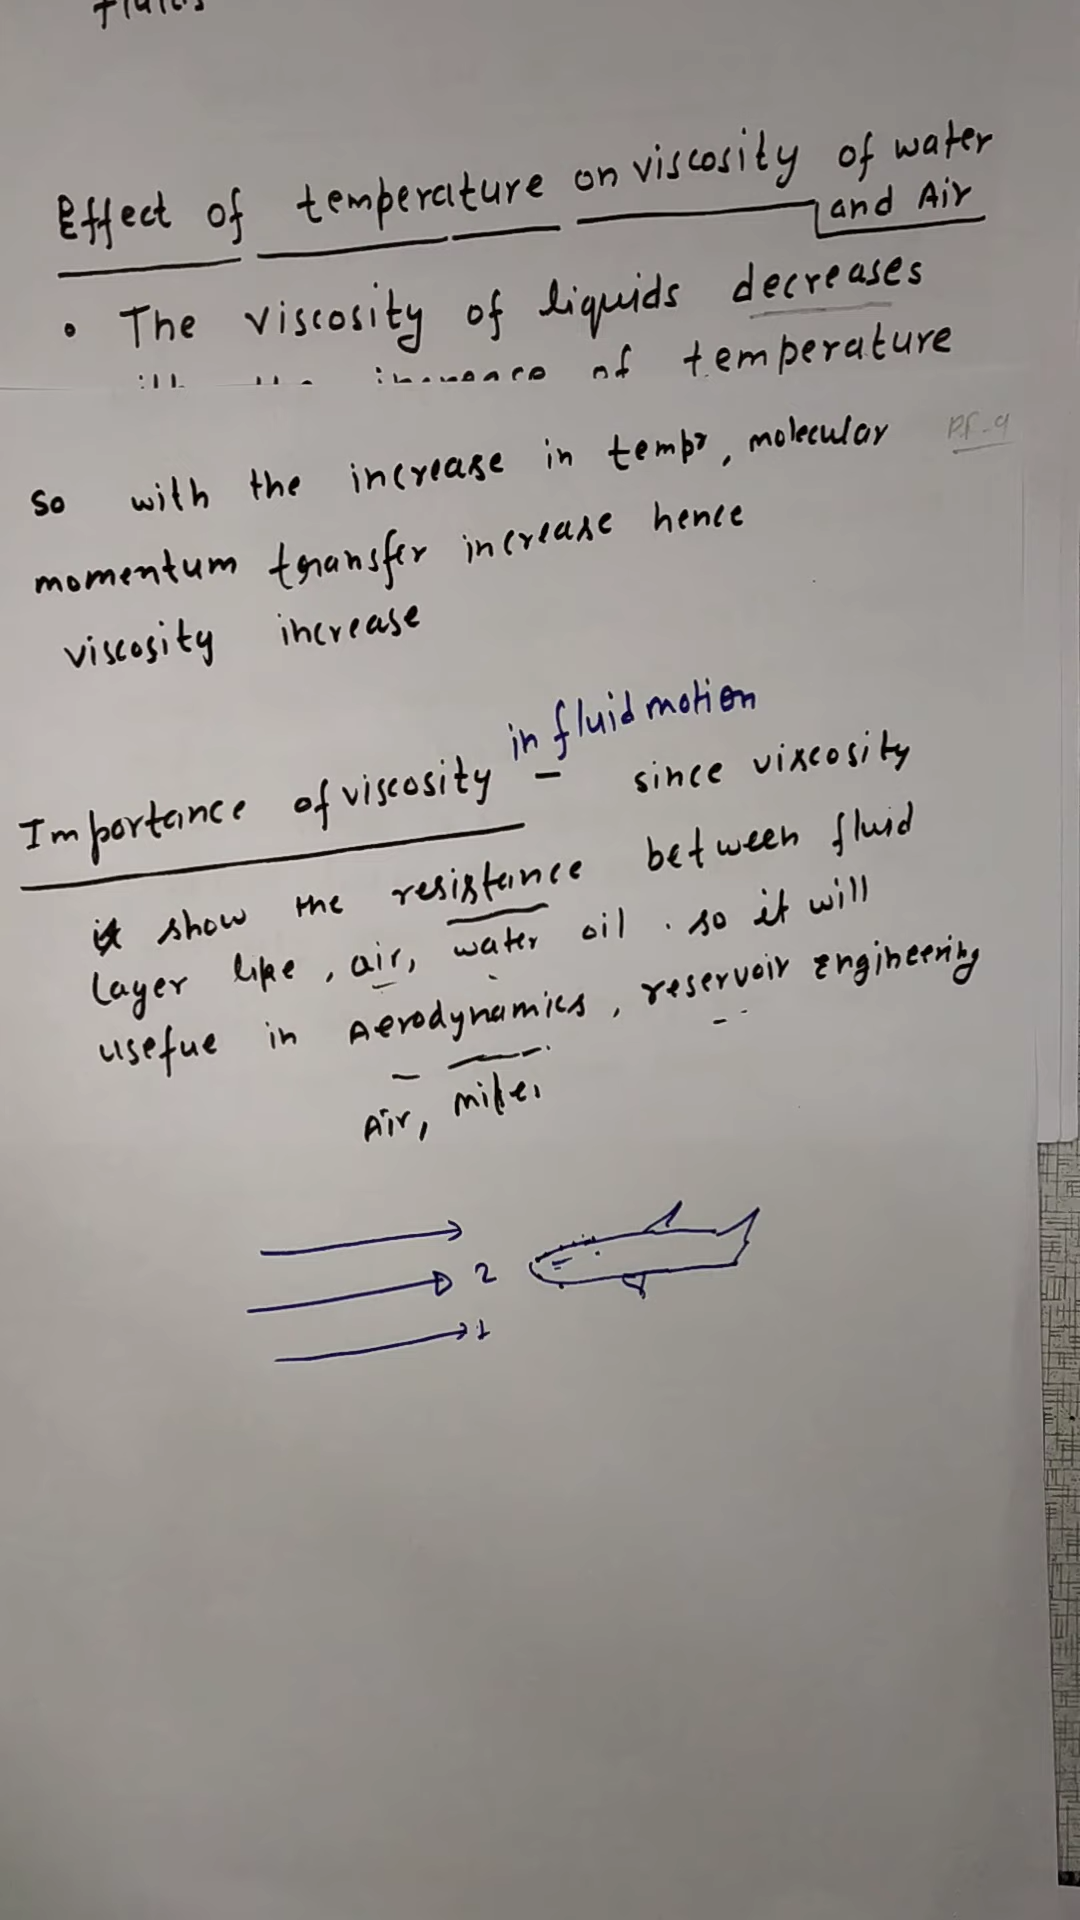 Fluids
Effect of temperature on viscosity of water
and Air
• The viscosity of liquids decreases
increase of temperature
P.F-9
So with the increase in tempr, molecular
momentum transfer increase hence
viscosity increase
in fluid motion
Importance of viscosity – since viscosity
show the resistance between fluid
layer like, air, water oil. so it will
usefue in Aerodynamics, reservoir Engineering
Air,
2
1